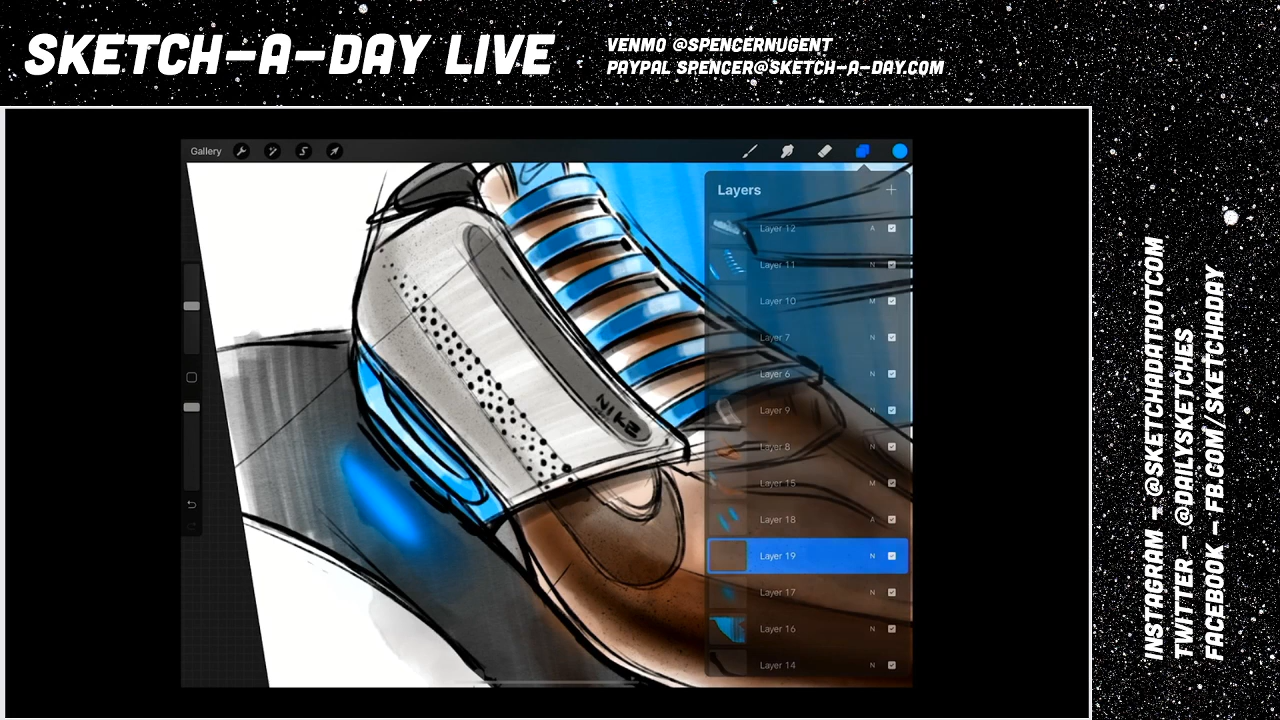 SKETCH-A-DAY LIVE
VENMO @SPENCERNUGENT
PAYPAL SPENCER@SKETCH-A-DAY.COM
Gallery
Layers
Layer 12 A
Layer 11 N
Layer 10 M
Layer 7 N
Layer 6 N
Layer 9 N
Layer 8 N
Layer 15 M
Layer 18 A
Layer 19 N
Layer 17 N
Layer 16 N
Layer 14 N
NIKE
INSTAGRAM - @SKETCHADAYDOTCOM
TWITTER - @DAILYSKETCHES
FACEBOOK - FB.COM/SKETCHADAY